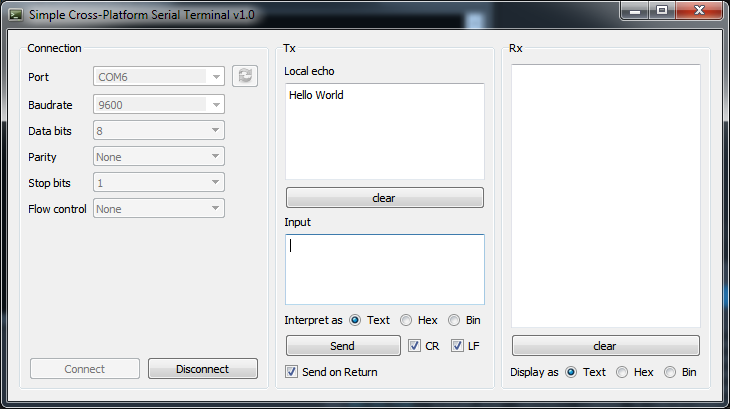 Simple Cross-Platform Serial Terminal v1.0
Connection
Port COM6
Baudrate 9600
Data bits 8
Parity None
Stop bits 1
Flow control None
Connect Disconnect
Tx
Local echo
Hello World
clear
Input
Interpret as Text Hex Bin
Send CR LF
Send on Return
Rx
clear
Display as Text Hex Bin